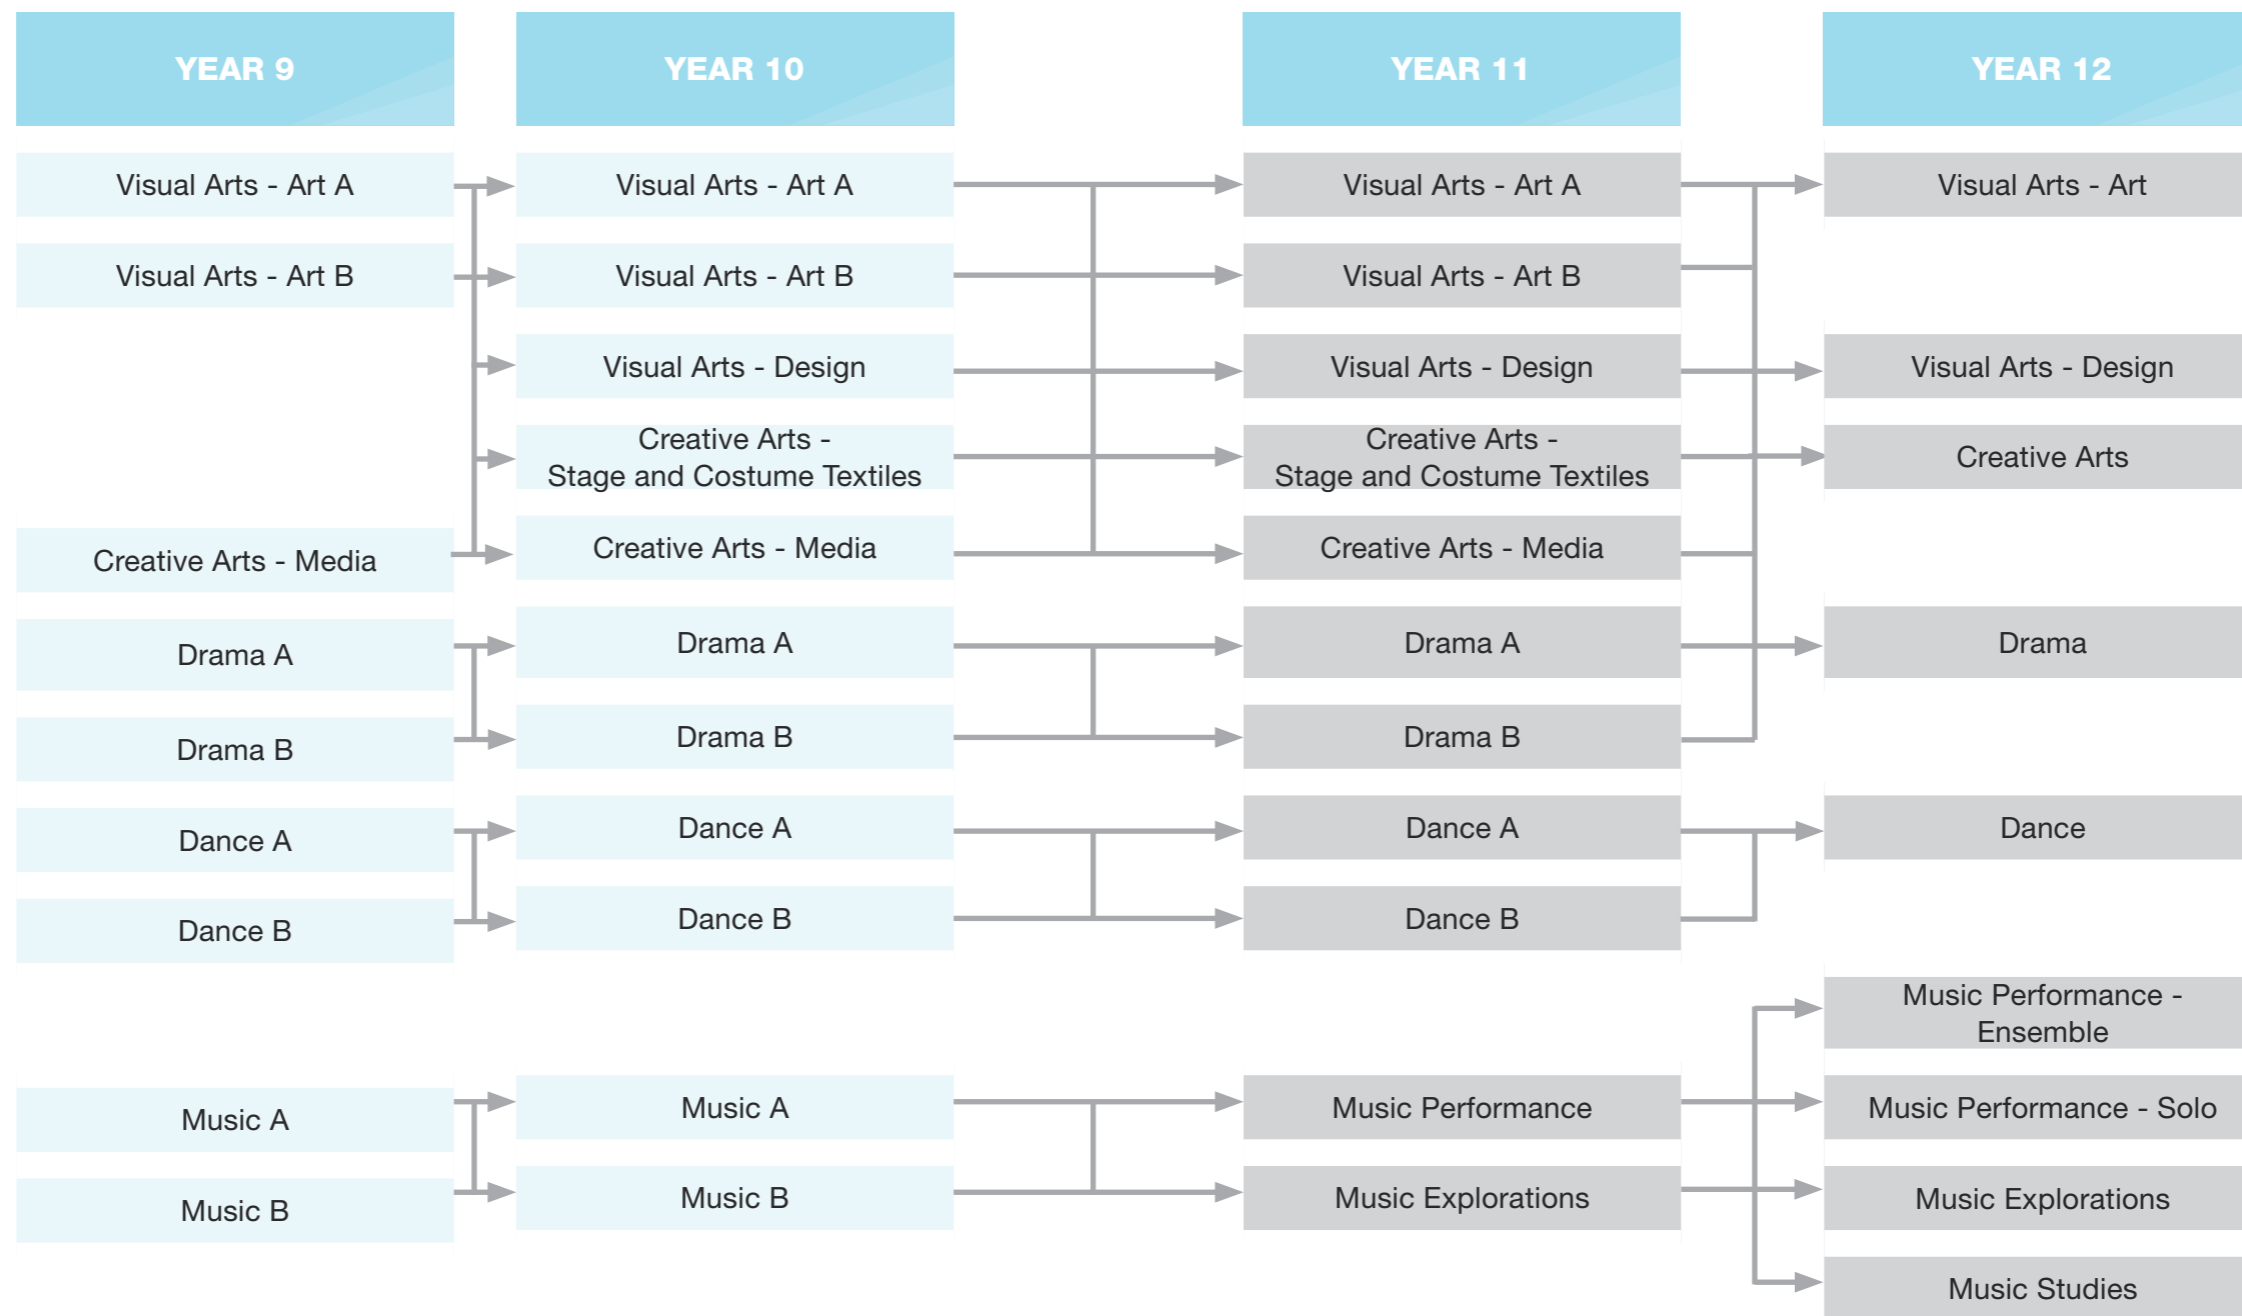 YEAR 9
YEAR 10
YEAR 11
YEAR 12
Visual Arts - Art A
Visual Arts - Art A
Visual Arts - Art A
Visual Arts - Art
Visual Arts - Art B
Visual Arts - Art B
Visual Arts - Art B
Visual Arts - Design
Visual Arts - Design
Visual Arts - Design
Creative Arts -
Stage and Costume Textiles
Creative Arts -
Stage and Costume Textiles
Creative Arts
Creative Arts - Media
Creative Arts - Media
Creative Arts - Media
Drama A
Drama A
Drama A
Drama
Drama B
Drama B
Drama B
Dance A
Dance A
Dance A
Dance
Dance B
Dance B
Dance B
Music Performance -
Ensemble
Music A
Music A
Music Performance
Music Performance - Solo
Music B
Music B
Music Explorations
Music Explorations
Music Studies